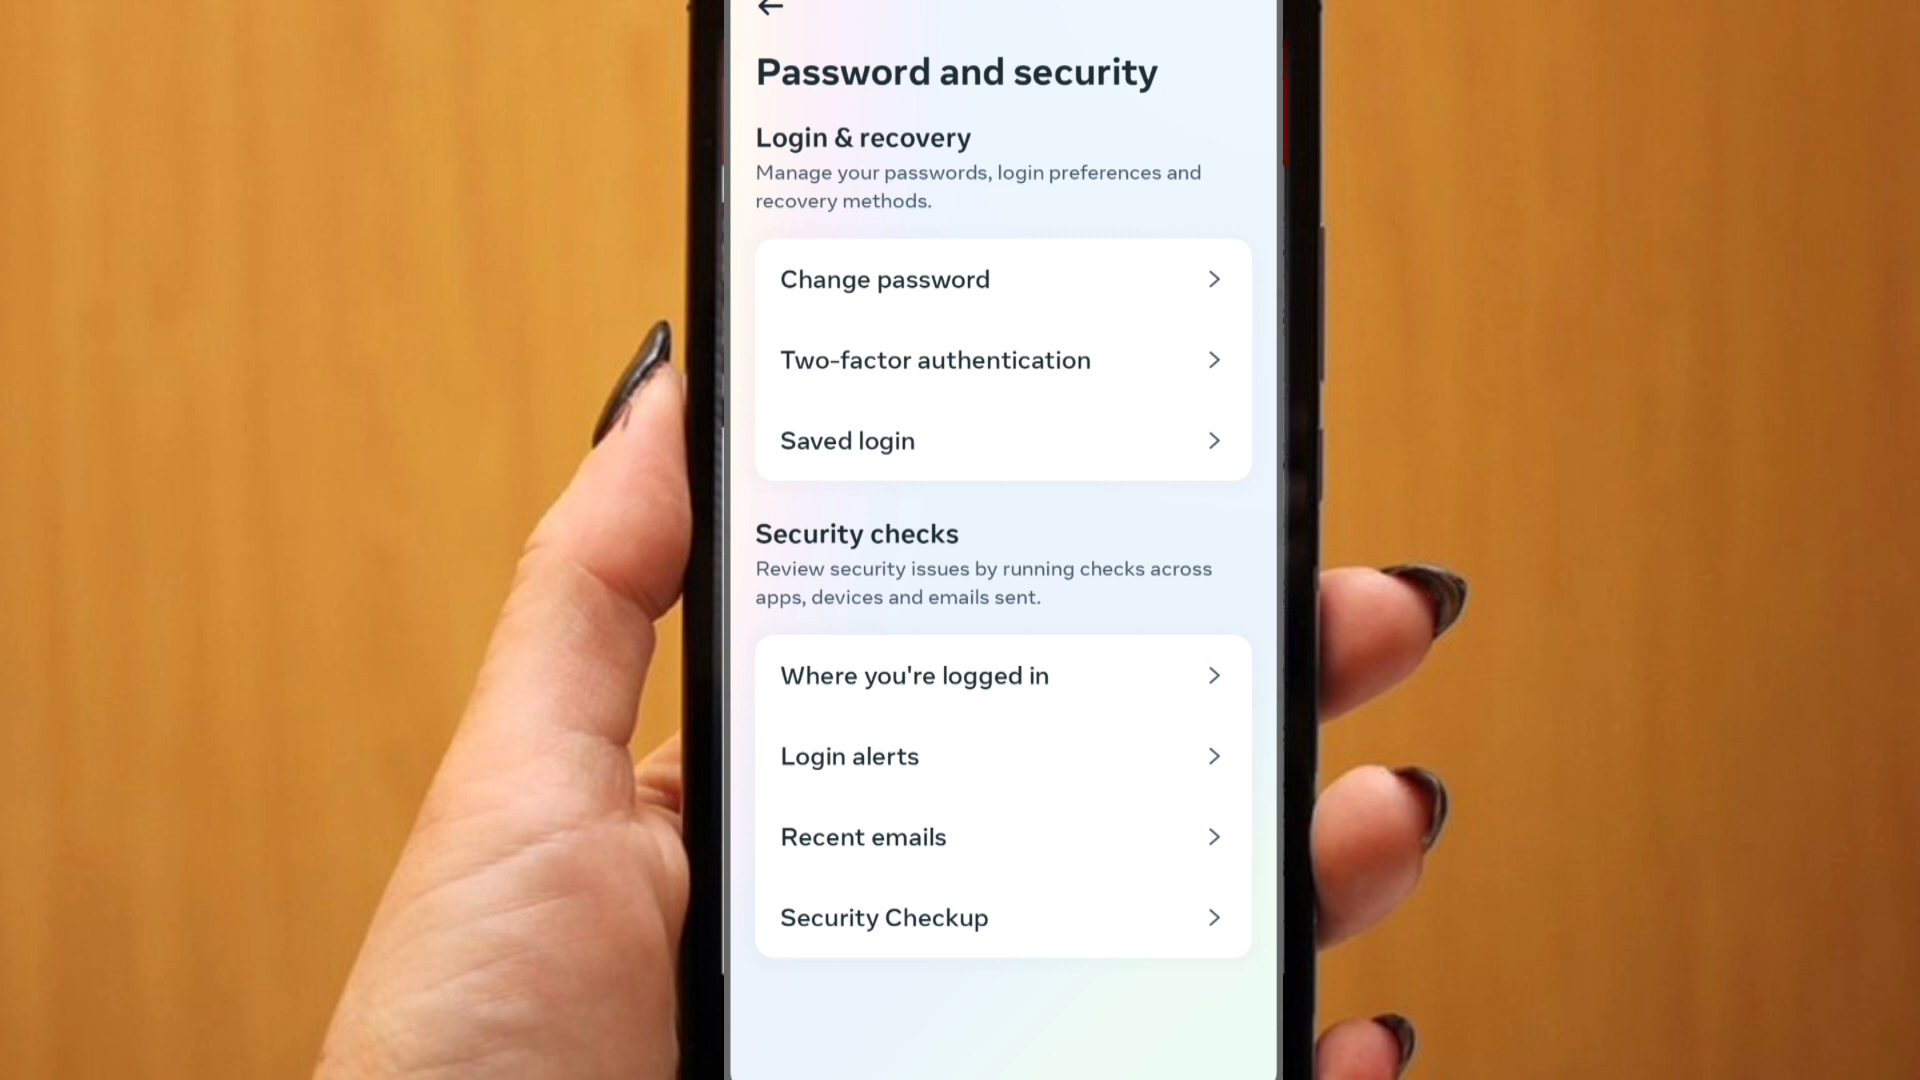 Password and security
Login & recovery
Manage your passwords, login preferences and
recovery methods.
Change password
Two-factor authentication
Saved login
Security checks
Review security issues by running checks across
apps, devices and emails sent.
Where you're logged in
Login alerts
Recent emails
Security Checkup